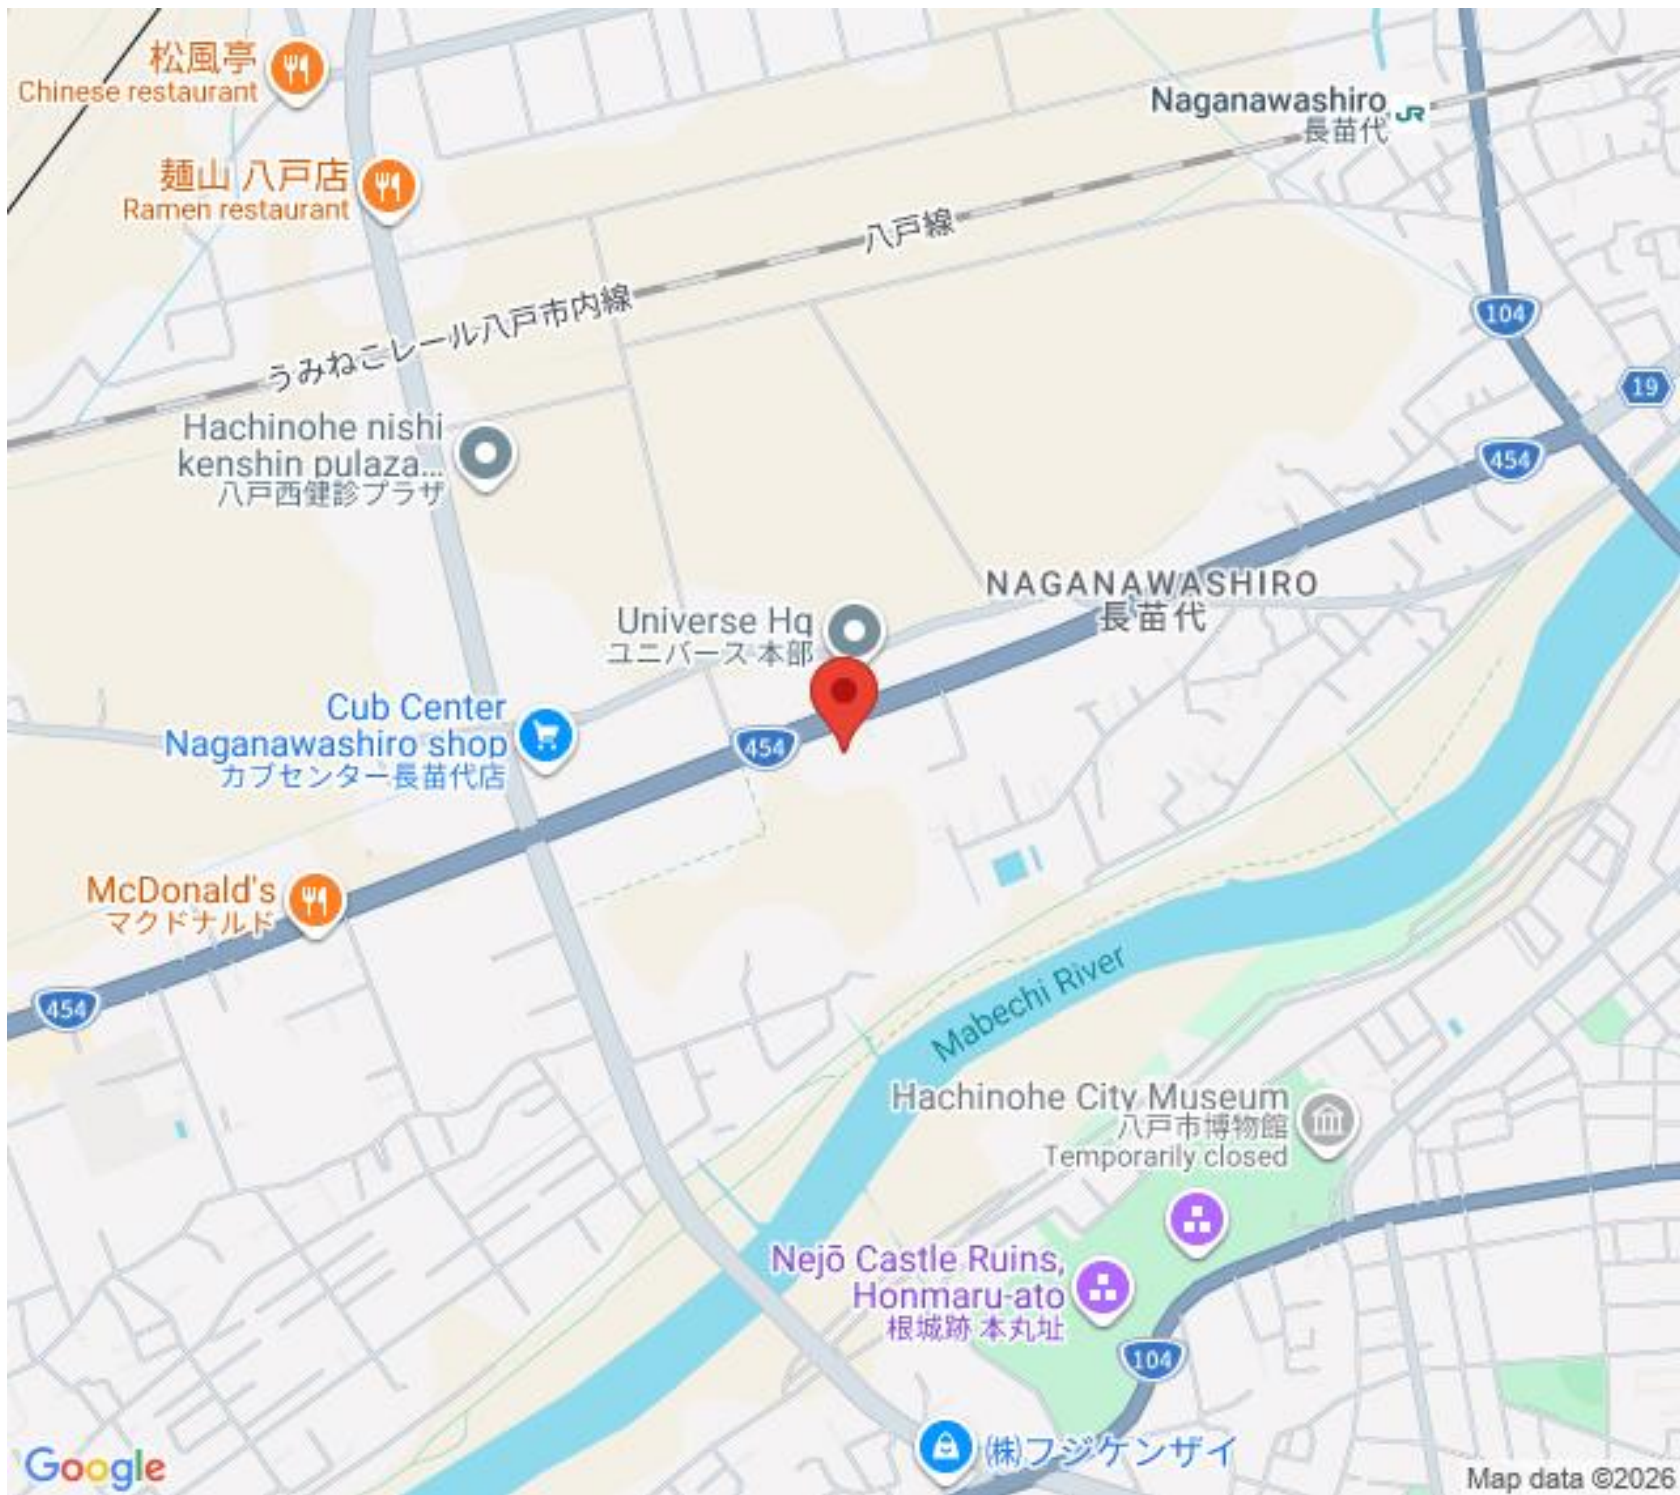 松風亭
Chinese restaurant
Naganawashiro
長苗代
JR
麺山 八戸店
Ramen restaurant
八戸線
うみねこレール八戸市内線
104
19
Hachinohe nishi
kenshin pulaza...
八戸西健診プラザ
454
NAGANAWASHIRO
長苗代
Universe Hq
ユニバース 本部
Cub Center
Naganawashiro shop
カブセンター長苗代店
454
McDonald's
マクドナルド
454
Mabechi River
Hachinohe City Museum
八戸市博物館
Temporarily closed
Nejō Castle Ruins,
Honmaru-ato
根城跡 本丸址
104
㈱フジケンザイ
Google
Map data ©2026